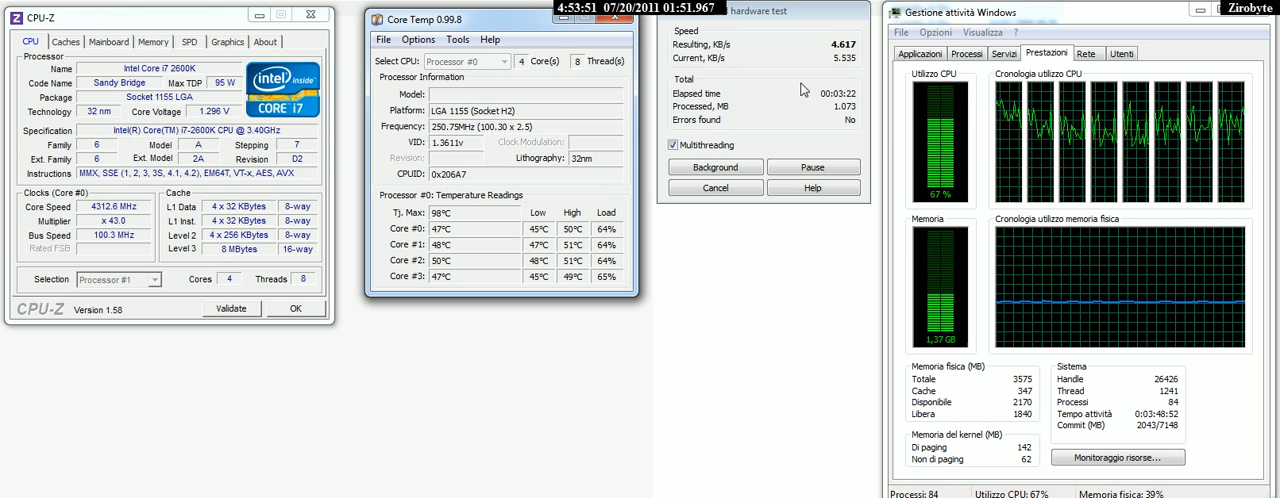 4:53:51 07/20/2011 01:51.967
Zirobyte
CPU-Z
CPU Caches Mainboard Memory SPD Graphics About
Processor
Name Intel Core i7 2600K
Code Name Sandy Bridge Max TDP 95 W
Package Socket 1155 LGA
Technology 32 nm Core Voltage 1.296 V
intel inside™
CORE™ i7
Specification Intel(R) Core(TM) i7-2600K CPU @ 3.40GHz
Family 6 Model A Stepping 7
Ext. Family 6 Ext. Model 2A Revision D2
Instructions MMX, SSE (1, 2, 3, 3S, 4.1, 4.2), EM64T, VT-x, AES, AVX
Clocks (Core #0)
Core Speed 4312.6 MHz
Multiplier x 43.0
Bus Speed 100.3 MHz
Rated FSB
Cache
L1 Data 4 x 32 KBytes 8-way
L1 Inst. 4 x 32 KBytes 8-way
Level 2 4 x 256 KBytes 8-way
Level 3 8 MBytes 16-way
Selection Processor #1 Cores 4 Threads 8
CPU-Z Version 1.58 Validate OK
Core Temp 0.99.8
File Options Tools Help
Select CPU: Processor #0 4 Core(s) 8 Thread(s)
Processor Information
Model:
Platform: LGA 1155 (Socket H2)
Frequency: 250.75MHz (100.30 x 2.5)
VID: 1.3611v Clock Modulation:
Revision: Lithography: 32nm
CPUID: 0x206A7
Processor #0: Temperature Readings
Tj. Max: 98°C Low High Load
Core #0: 47°C 45°C 50°C 64%
Core #1: 48°C 47°C 51°C 64%
Core #2: 50°C 48°C 51°C 64%
Core #3: 47°C 45°C 49°C 65%
hardware test
Speed
Resulting, KB/s 4.617
Current, KB/s 5.535
Total
Elapsed time 00:03:22
Processed, MB 1.073
Errors found No
Multithreading
Background Pause
Cancel Help
Gestione attività Windows
File Opzioni Visualizza ?
Applicazioni Processi Servizi Prestazioni Rete Utenti
Utilizzo CPU
67 %
Cronologia utilizzo CPU
Memoria
1,37 GB
Cronologia utilizzo memoria fisica
Memoria fisica (MB)
Totale 3575
Cache 347
Disponibile 2170
Libera 1840
Memoria del kernel (MB)
Di paging 142
Non di paging 62
Sistema
Handle 26426
Thread 1241
Processi 84
Tempo attività 0:03:48:52
Commit (MB) 2043/7148
Monitoraggio risorse...
Processi: 84 Utilizzo CPU: 67% Memoria fisica: 39%